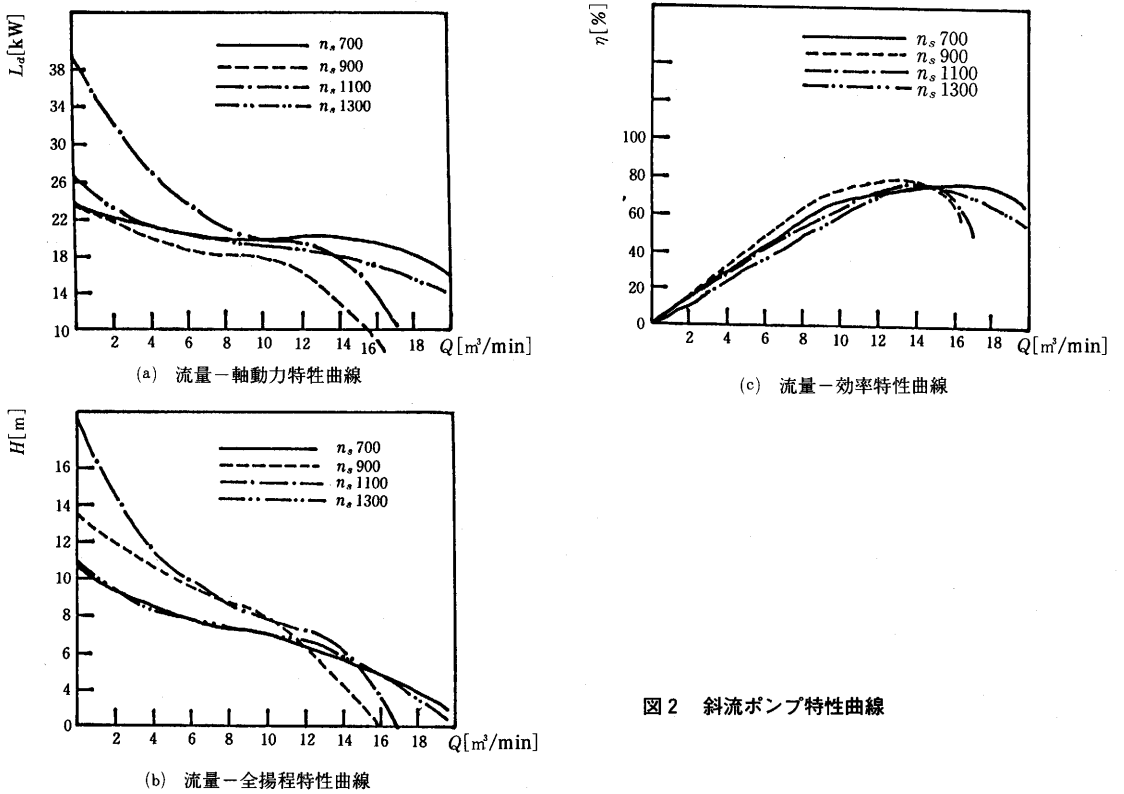 L_d[kW]
n_s 700
n_s 900
n_s 1100
n_s 1300
38
34
30
26
22
18
14
10
2 4 6 8 10 12 14 16 18 Q[m³/min]
(a) 流量－軸動力特性曲線
η[%]
n_s 700
n_s 900
n_s 1100
n_s 1300
100
80
60
40
20
0
2 4 6 8 10 12 14 16 18 Q[m³/min]
(c) 流量－効率特性曲線
H[m]
n_s 700
n_s 900
n_s 1100
n_s 1300
16
14
12
10
8
6
4
0
2 4 6 8 10 12 14 16 18 Q[m³/min]
(b) 流量－全揚程特性曲線
図2 斜流ポンプ特性曲線